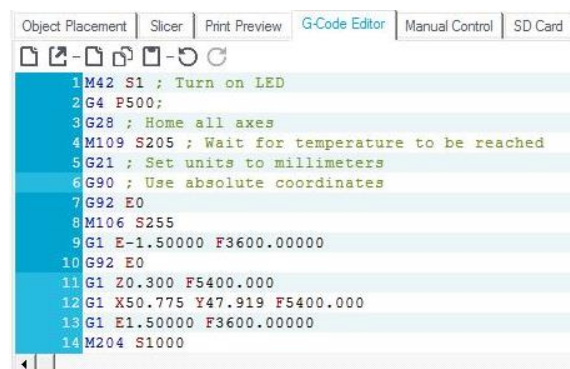 Object Placement Slicer Print Preview G-Code Editor Manual Control SD Card
1 M42 S1 ; Turn on LED
2 G4 P500;
3 G28 ; Home all axes
4 M109 S205 ; Wait for temperature to be reached
5 G21 ; Set units to millimeters
6 G90 ; Use absolute coordinates
7 G92 E0
8 M106 S255
9 G1 E-1.50000 F3600.00000
10 G92 E0
11 G1 Z0.300 F5400.000
12 G1 X50.775 Y47.919 F5400.000
13 G1 E1.50000 F3600.00000
14 M204 S1000